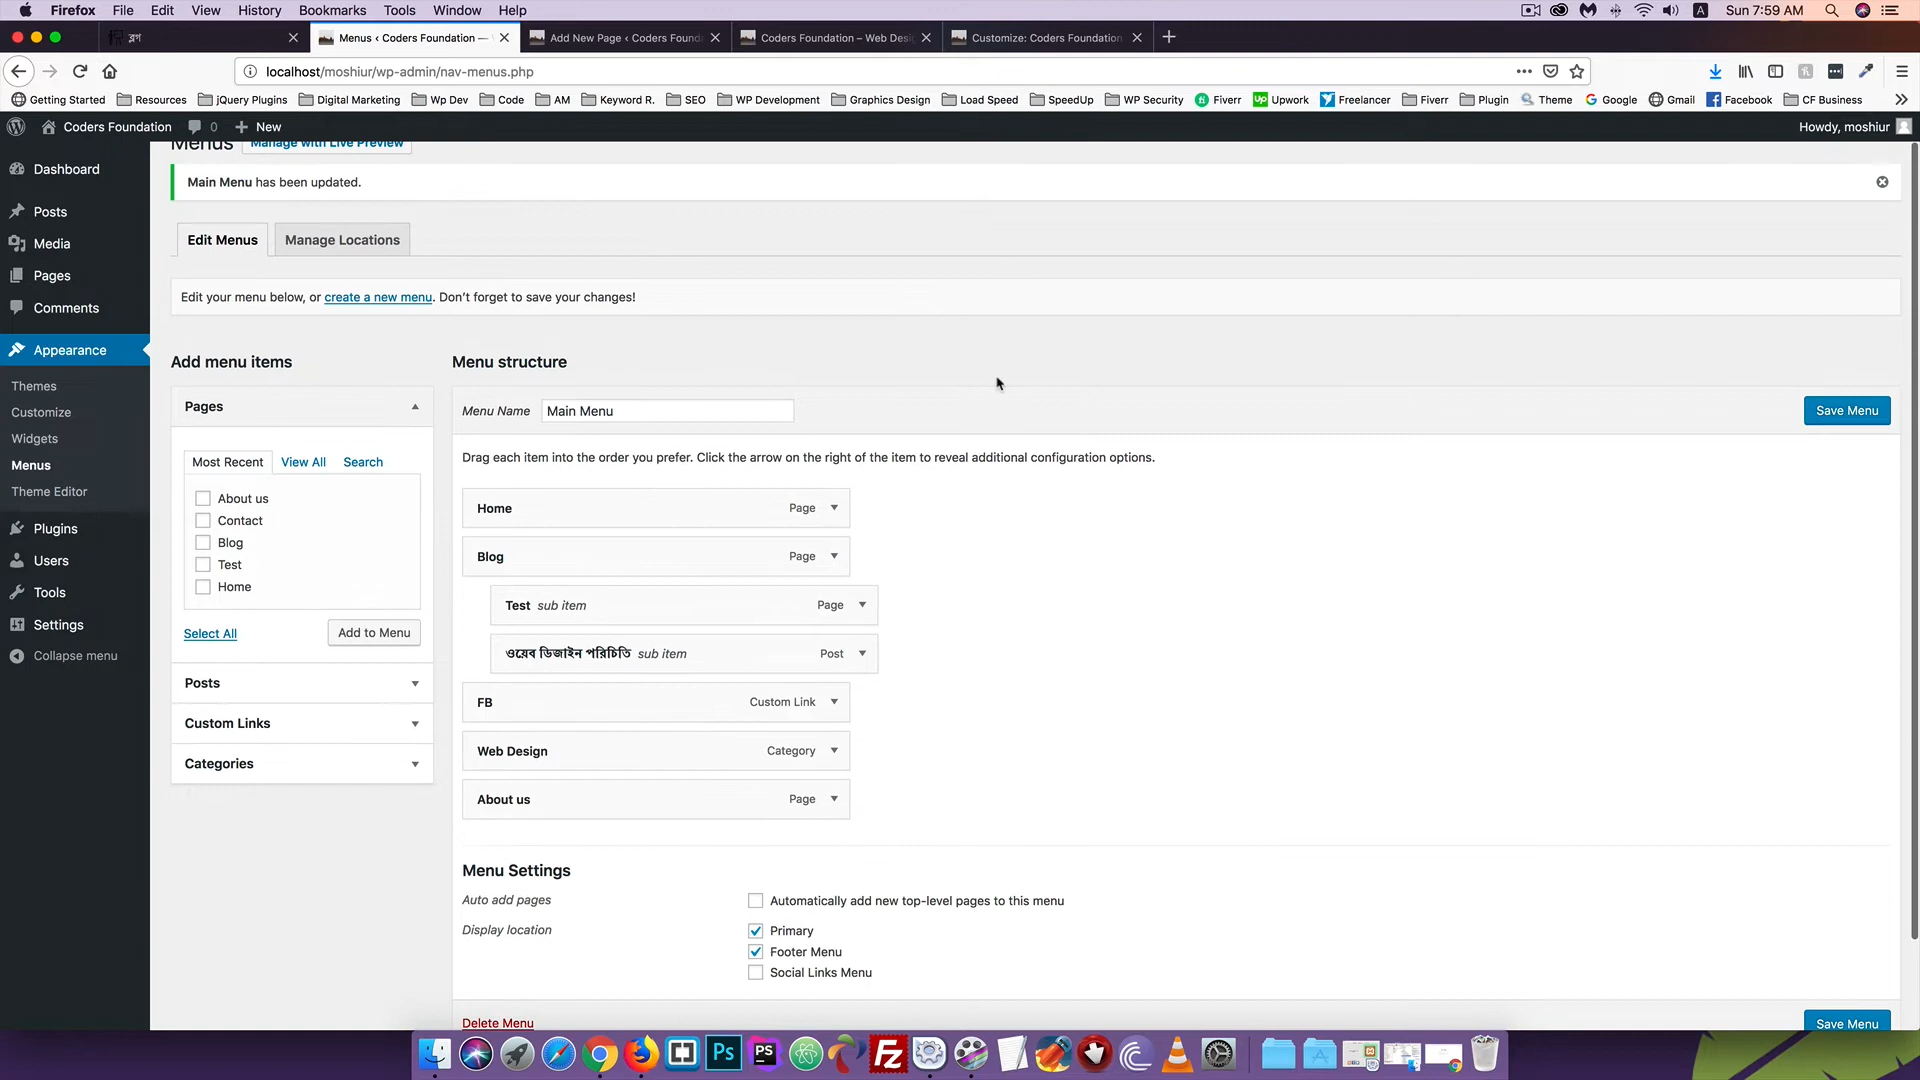 Firefox File Edit View History Bookmarks Tools Window Help Sun 7:59 AM
ব্লগ Menus ‹ Coders Foundation — Add New Page ‹ Coders Founda Coders Foundation – Web Desi Customize: Coders Foundation
localhost/moshiur/wp-admin/nav-menus.php
Getting Started Resources jQuery Plugins Digital Marketing Wp Dev Code AM Keyword R. SEO WP Development Graphics Design Load Speed SpeedUp WP Security Fiverr Upwork Freelancer Fiverr Plugin Theme Google Gmail Facebook CF Business
Coders Foundation 0 New Howdy, moshiur
Menus Manage with Live Preview
Dashboard
Posts
Media
Pages
Comments
Appearance
Themes
Customize
Widgets
Menus
Theme Editor
Plugins
Users
Tools
Settings
Collapse menu
Main Menu has been updated.
Edit Menus Manage Locations
Edit your menu below, or create a new menu. Don’t forget to save your changes!
Add menu items
Pages
Most Recent View All Search
About us
Contact
Blog
Test
Home
Select All Add to Menu
Posts
Custom Links
Categories
Menu structure
Menu Name Main Menu Save Menu
Drag each item into the order you prefer. Click the arrow on the right of the item to reveal additional configuration options.
Home Page
Blog Page
Test sub item Page
ওয়েব ডিজাইন পরিচিতি sub item Post
FB Custom Link
Web Design Category
About us Page
Menu Settings
Auto add pages Automatically add new top-level pages to this menu
Display location Primary
Footer Menu
Social Links Menu
Delete Menu Save Menu